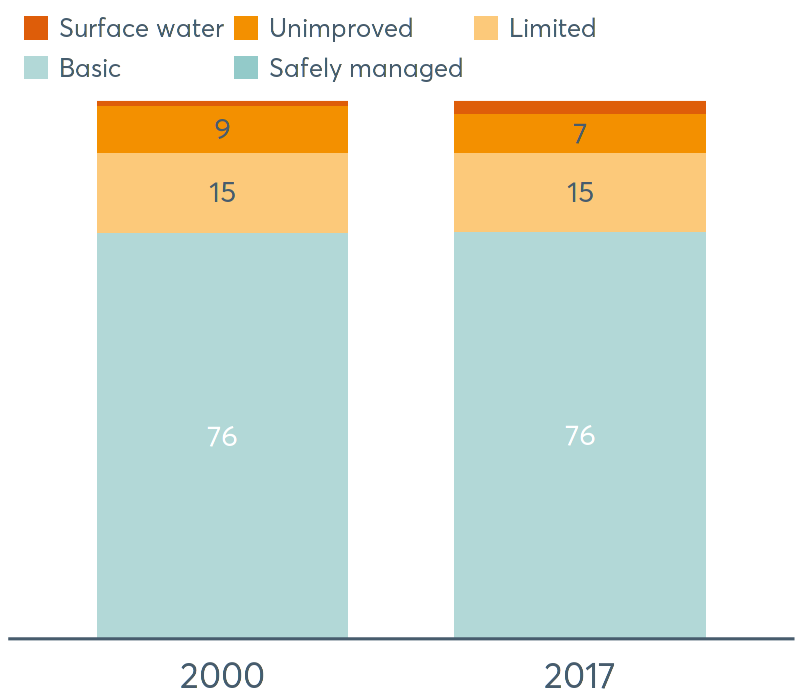 Surface water Unimproved Limited
Basic Safely managed
9 7
15 15
76 76
2000 2017